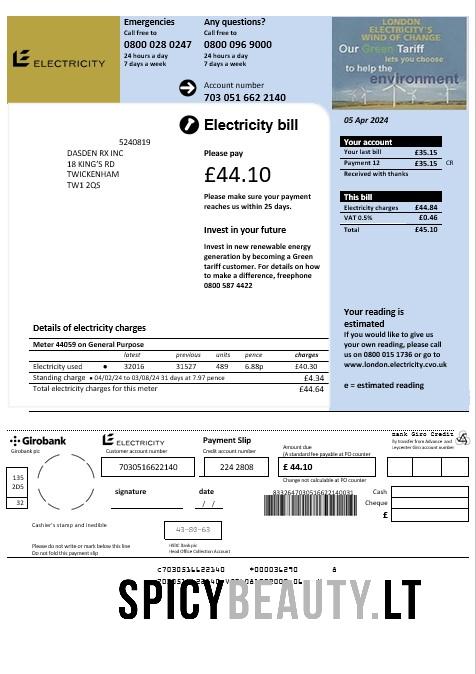 Emergencies
Call free to
0800 028 0247
24 hours a day
7 days a week
Any questions?
Call free to
0800 096 9000
24 hours a day
7 days a week
ELECTRICITY
Account number
703 051 662 2140
LONDON
ELECTRICITY'S
WIND OF CHANGE
Our Green Tariff
lets you choose
to help the
environment
05 Apr 2024
Electricity bill
5240819
DASDEN RX INC
18 KING'S RD
TWICKENHAM
TW1 2QS
Please pay
£44.10
Please make sure your payment
reaches us within 25 days.
Invest in your future
Invest in new renewable energy
generation by becoming a Green
tariff customer. For details on how
to make a difference, freephone
0800 587 4422
Your account
Your last bill £35.15
Payment 12 £35.15 CR
Received with thanks
This bill
Electricity charges £44.84
VAT 0.5% £0.46
Total £45.10
Your reading is
estimated
If you would like to give us
your own reading, please call
us on 0800 015 1736 or go to
www.london.electricity.cvo.uk
e = estimated reading
Details of electricity charges
Meter 44059 on General Purpose
latest previous units pence charges
Electricity used • 32016 31527 489 6.88p £40.30
Standing charge • 04/02/24 to 03/08/24 31 days at 7.97 pence £4.34
Total electricity charges for this meter £44.64
Girobank
Girobank plc
ELECTRICITY
Customer account number
7030516622140
Payment Slip
Credit account number
224 2808
Amount due
(A standard fee payable at PO counter
£ 44.10
Change not calculable at PO counter
Bank Giro Credit
By transfer from Advance and
Leycenter Giro account number
135
2D5
32
signature
date
/ /
8332647030516622140031
Cash
Cheque
£
Cashier's stamp and inedible
43-80-63
Please do not write or mark below this line
Do not fold this payment slip
HSBC Bank plc
Head Office Collection Account
SPICYBEAUTY.LT